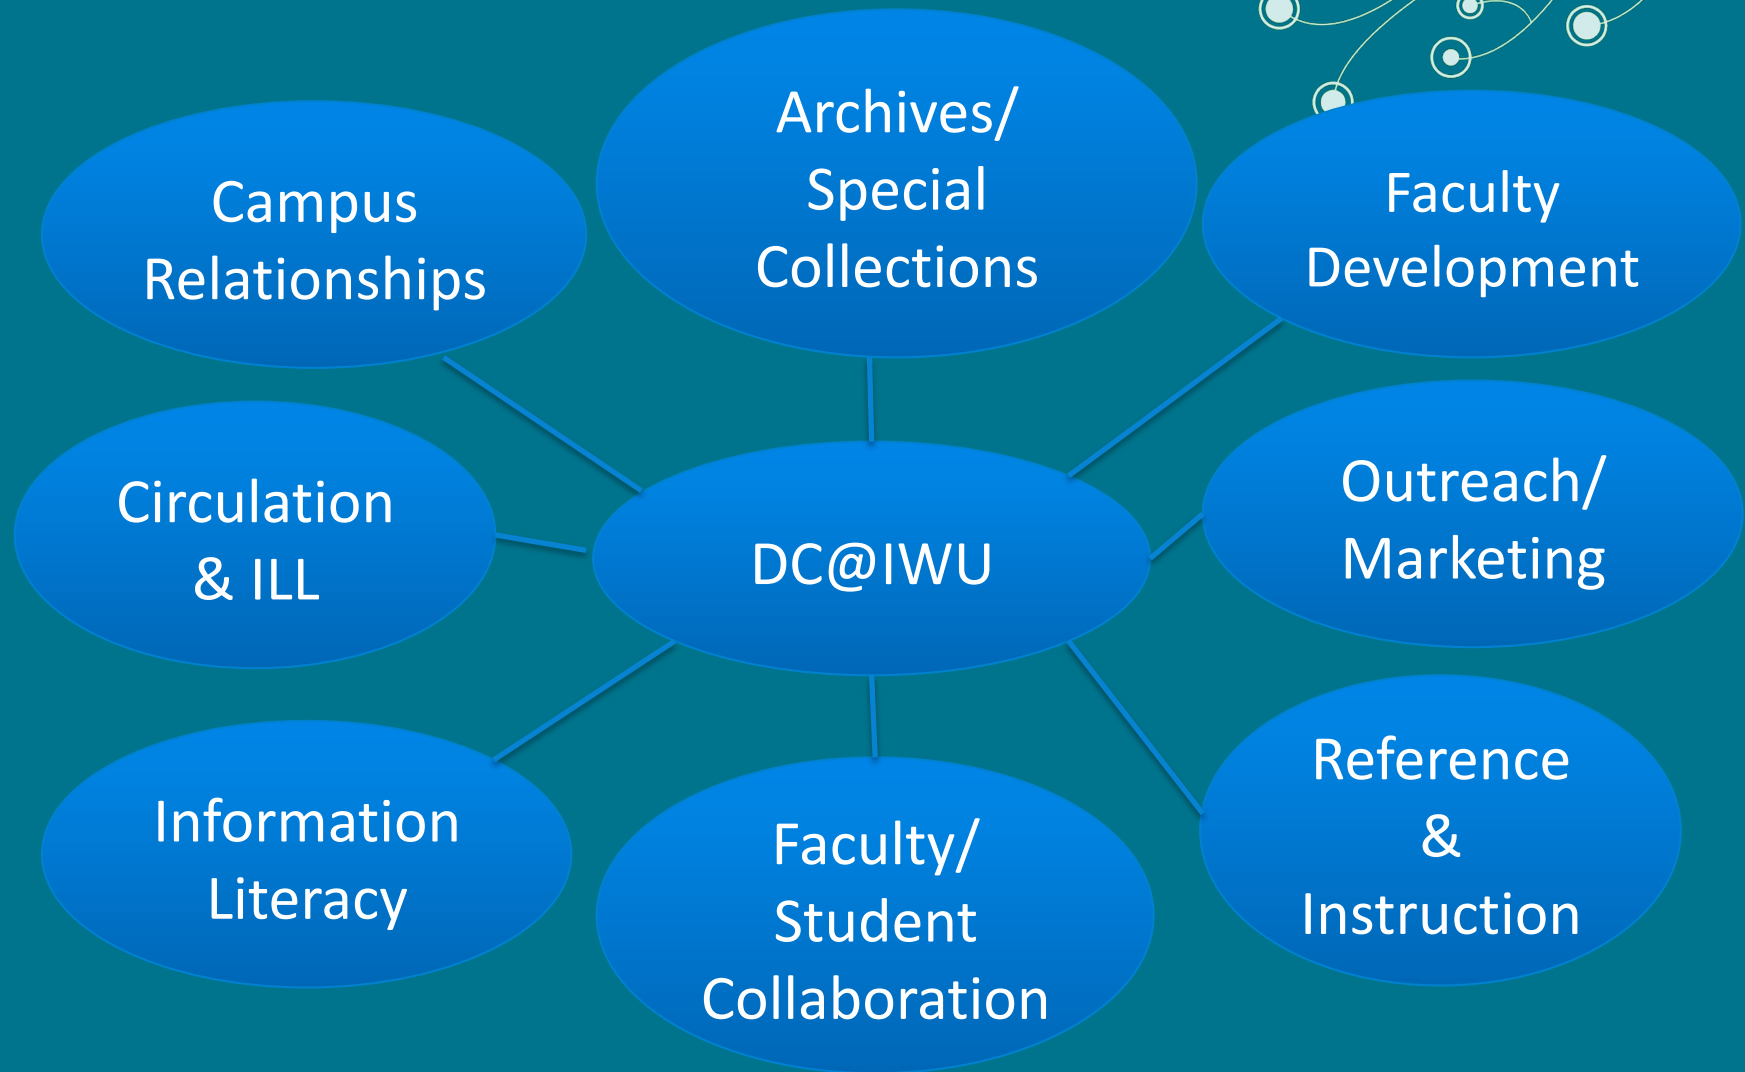 Archives/
Special
Collections
Campus
Relationships
Faculty
Development
Circulation
& ILL
DC@IWU
Outreach/
Marketing
Information
Literacy
Faculty/
Student
Collaboration
Reference
&
Instruction